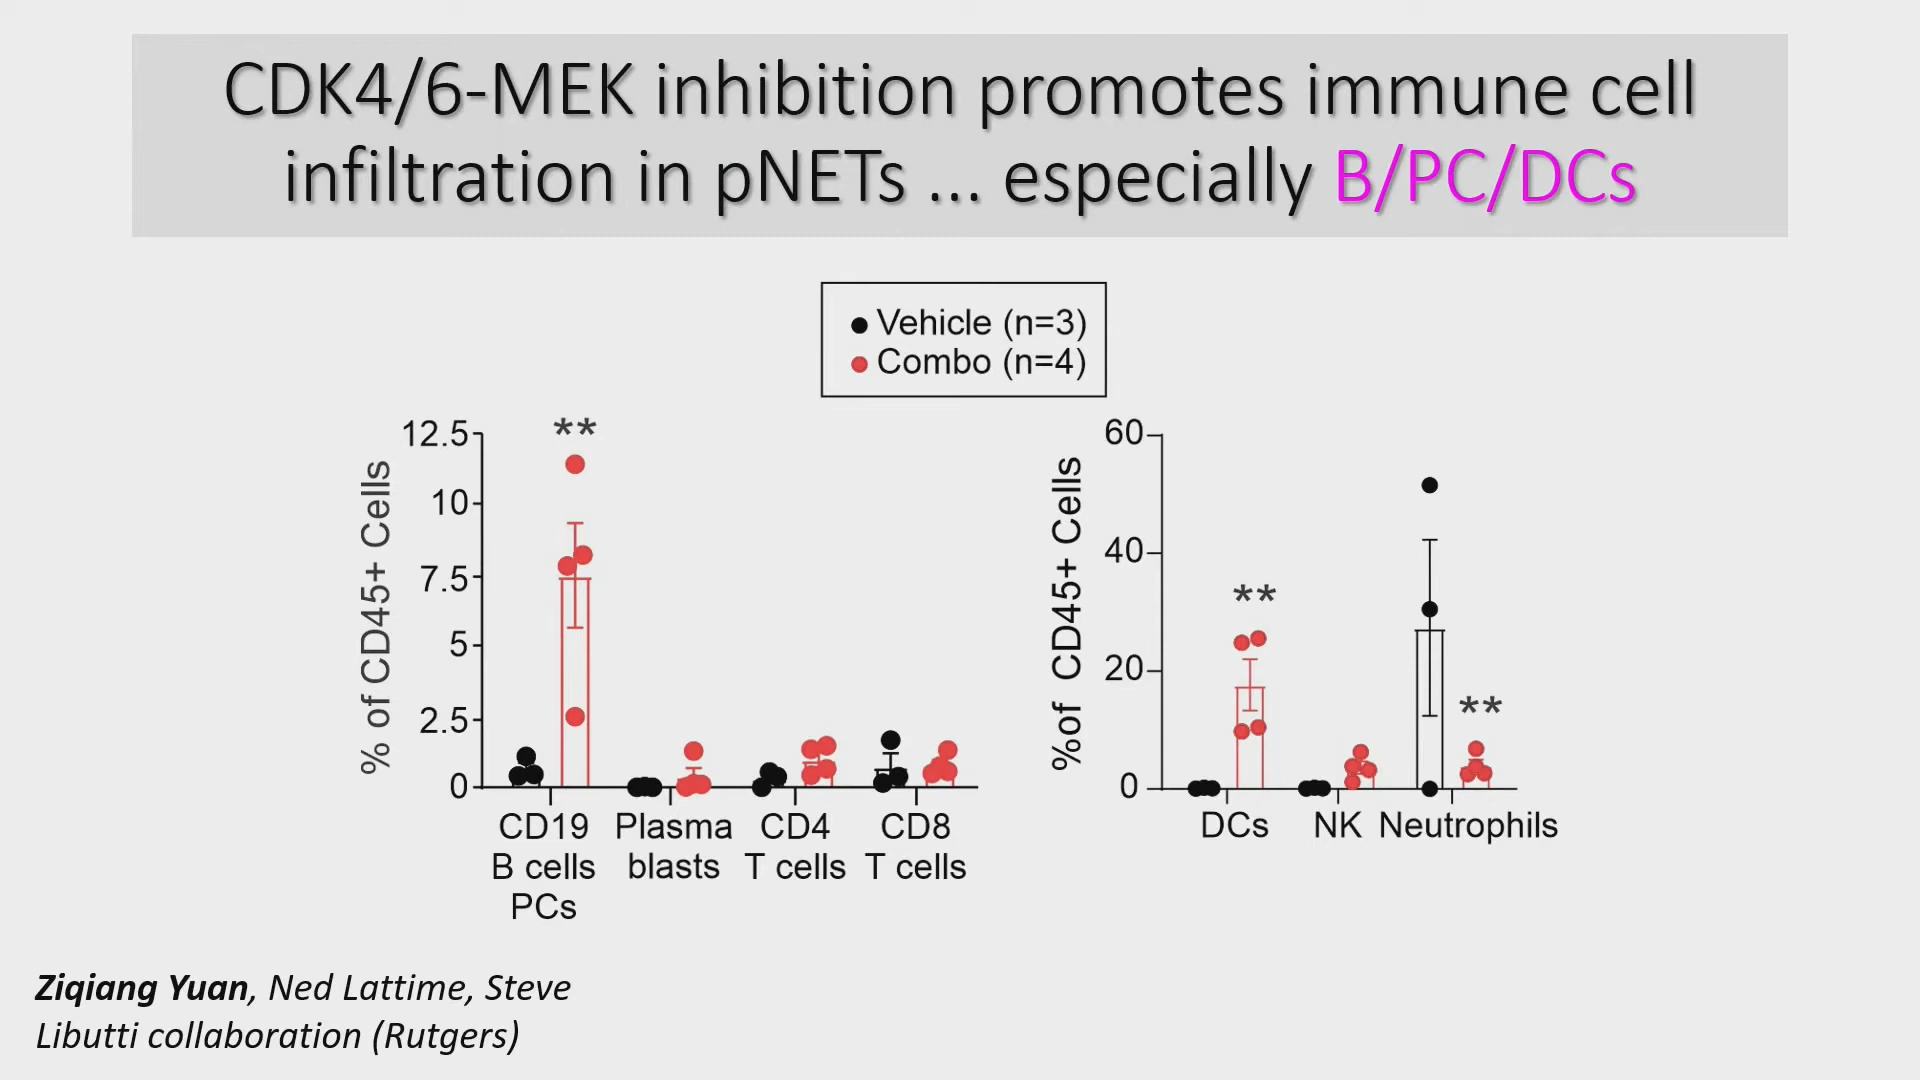 CDK4/6-MEK inhibition promotes immune cell
infiltration in pNETs ... especially B/PC/DCs
Vehicle (n=3)
Combo (n=4)
% of CD45+ Cells
12.5
10
7.5
5
2.5
0
**
CD19
B cells
PCs
Plasma
blasts
CD4
T cells
CD8
T cells
%of CD45+ Cells
60
40
20
0
**
**
DCs
NK
Neutrophils
Ziqiang Yuan, Ned Lattime, Steve
Libutti collaboration (Rutgers)